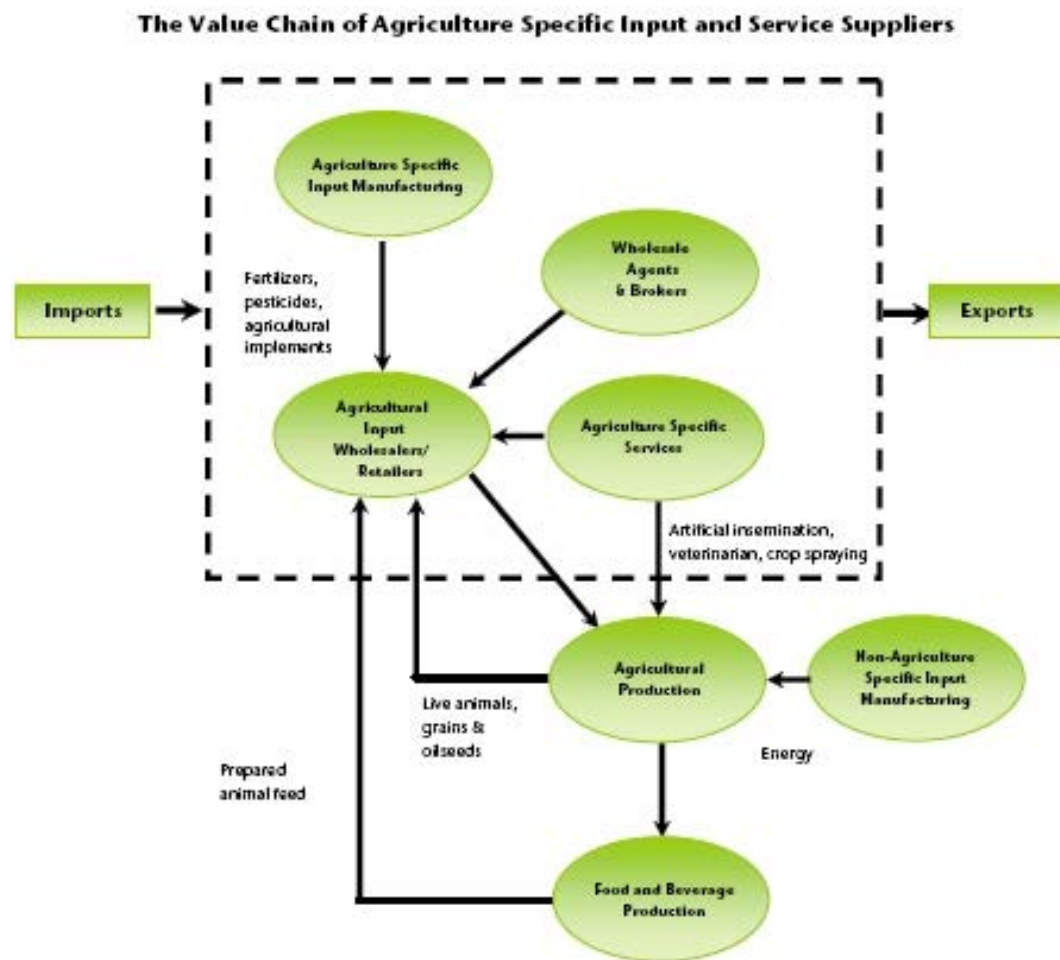 The Value Chain of Agriculture Specific Input and Service Suppliers
Agriculture Specific
Input Manufacturing
Wholesale
Agents
& Brokers
Fertilizers,
pesticides,
agricultural
implements
Imports
Exports
Agricultural
Input
Wholesalers/
Retailers
Agriculture Specific
Services
Artificial insemination,
veterinarian, crop spraying
Agricultural
Production
Non-Agriculture
Specific Input
Manufacturing
Live animals,
grains &
oilseeds
Energy
Prepared
animal feed
Food and Beverage
Production